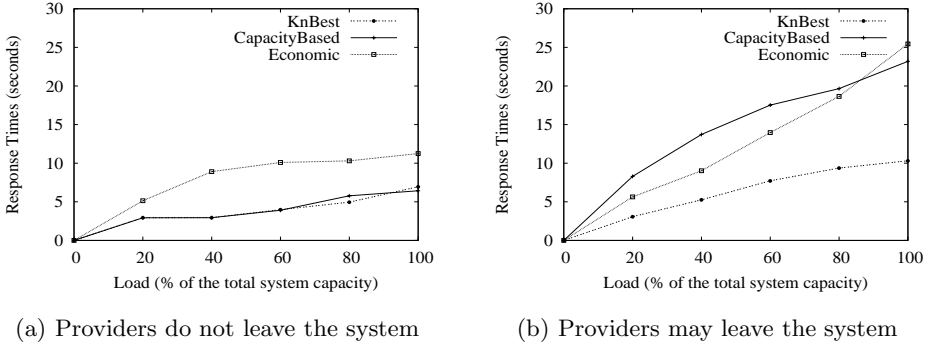 30
25
20
15
10
5
0
Response Times (seconds)
KnBest
CapacityBased
Economic
0 20 40 60 80 100
Load (% of the total system capacity)
(a) Providers do not leave the system
30
25
20
15
10
5
0
Response Times (seconds)
KnBest
CapacityBased
Economic
0 20 40 60 80 100
Load (% of the total system capacity)
(b) Providers may leave the system